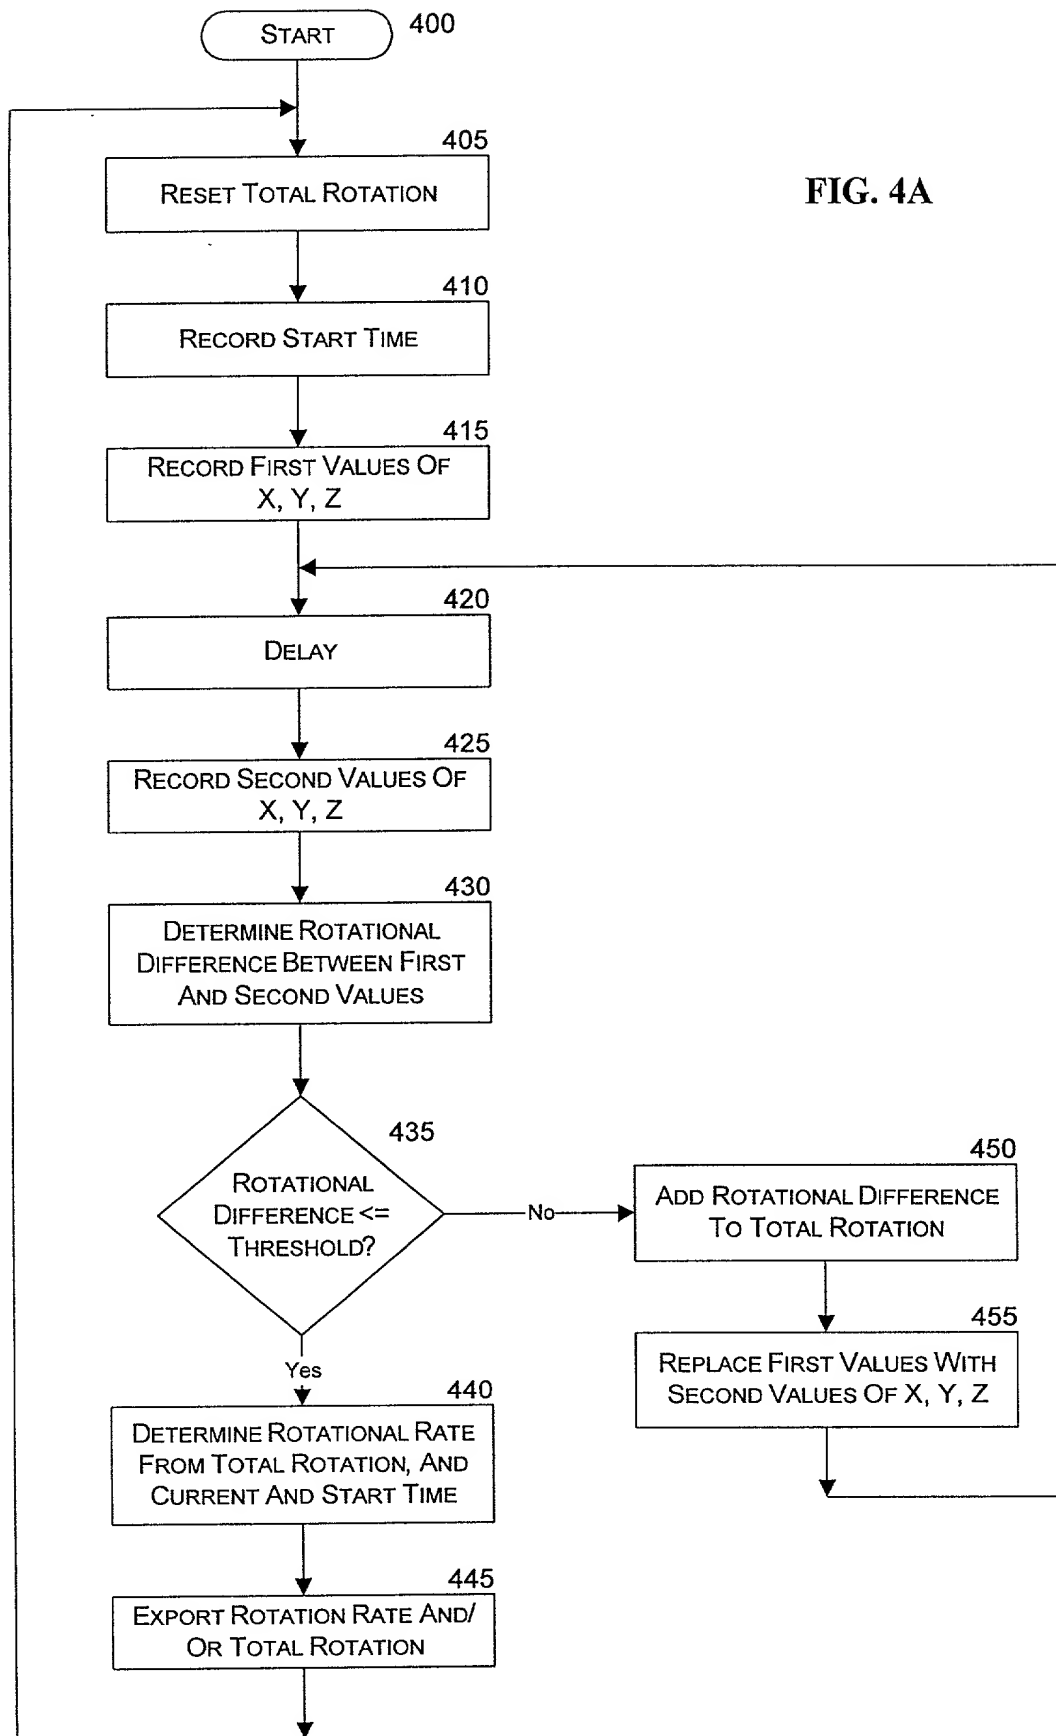 START
400
405
RESET TOTAL ROTATION
FIG. 4A
410
RECORD START TIME
415
RECORD FIRST VALUES OF
X, Y, Z
420
DELAY
425
RECORD SECOND VALUES OF
X, Y, Z
430
DETERMINE ROTATIONAL
DIFFERENCE BETWEEN FIRST
AND SECOND VALUES
435
ROTATIONAL
DIFFERENCE <=
THRESHOLD?
No
450
ADD ROTATIONAL DIFFERENCE
TO TOTAL ROTATION
455
REPLACE FIRST VALUES WITH
SECOND VALUES OF X, Y, Z
Yes
440
DETERMINE ROTATIONAL RATE
FROM TOTAL ROTATION, AND
CURRENT AND START TIME
445
EXPORT ROTATION RATE AND/
OR TOTAL ROTATION